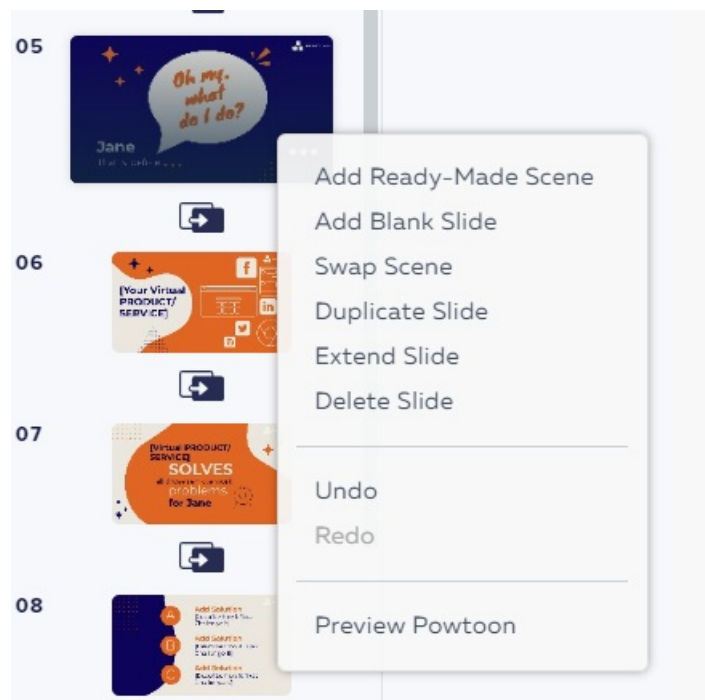 05
Oh my,
what
do I do?
Jane
Add Ready-Made Scene
Add Blank Slide
Swap Scene
Duplicate Slide
Extend Slide
Delete Slide
Undo
Redo
Preview Powtoon
06
[Your Virtual
PRODUCT/
SERVICE]
f
in
07
[Virtual PRODUCT/
SERVICE]
SOLVES
problems
for Jane
08
A
Add Solution
Add Solution
C
Add Solution